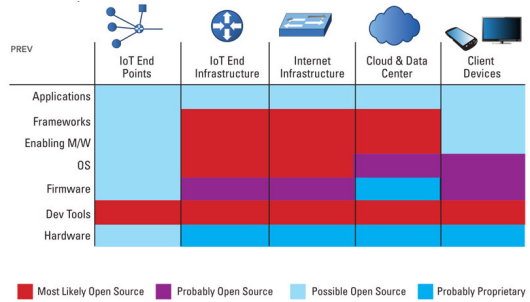 PREV
IoT End
Points
IoT End
Infrastructure
Internet
Infrastructure
Cloud & Data
Center
Client
Devices
Applications
Frameworks
Enabling M/W
OS
Firmware
Dev Tools
Hardware
Most Likely Open Source
Probably Open Source
Possible Open Source
Probably Proprietary